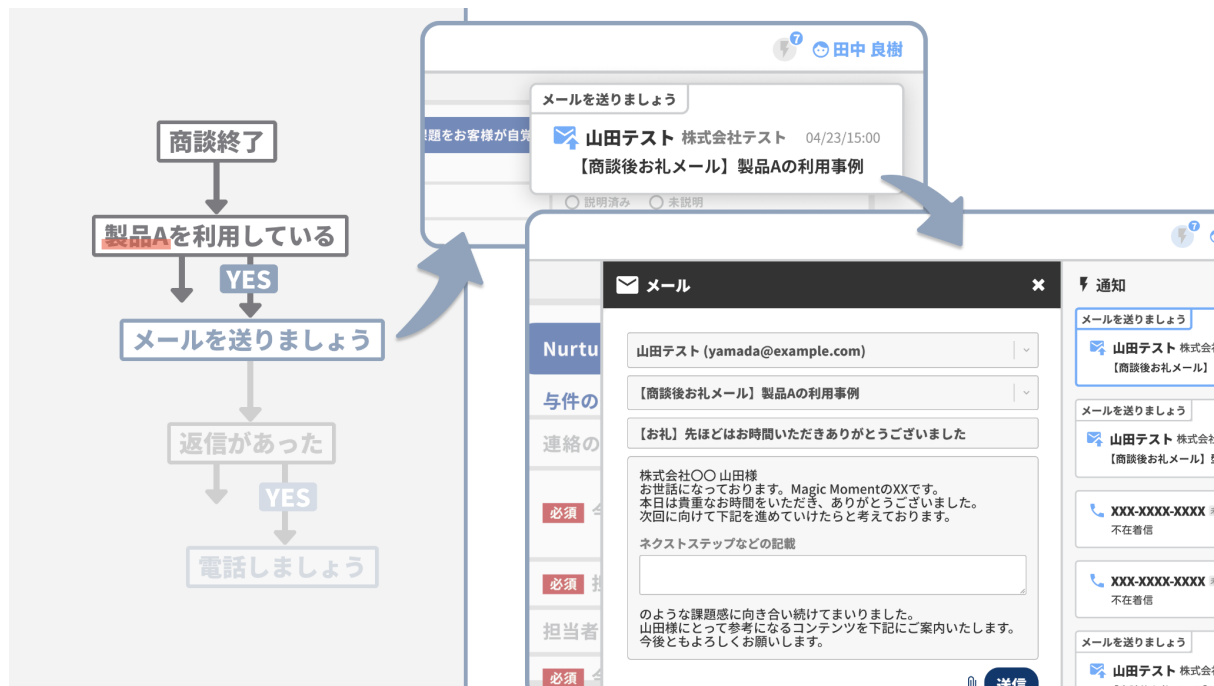 商談終了
製品Aを利用している
YES
メールを送りましょう
返信があった
YES
電話しましょう
7
田中 良樹
題をお客様が自覚
メールを送りましょう
山田テスト 株式会社テスト 04/23/15:00
【商談後お礼メール】製品Aの利用事例
説明済み 未説明
7
Nurtu
与件の
連絡の
必須
必須
担当者
必須
メール
山田テスト (yamada@example.com)
【商談後お礼メール】製品Aの利用事例
【お礼】先ほどはお時間いただきありがとうございました
株式会社〇〇 山田様
お世話になっております。Magic MomentのXXです。
本日は貴重なお時間をいただき、ありがとうございました。
次回に向けて下記を進めていけたらと考えております。
ネクストステップなどの記載
のような課題感に向き合い続けてまいりました。
山田様にとって参考になるコンテンツを下記にご案内いたします。
今後ともよろしくお願いします。
送信
通知
メールを送りましょう
山田テスト 株式会社
【商談後お礼メール】
メールを送りましょう
山田テスト 株式会社
【商談後お礼メール】
XXX-XXXX-XXXX
不在着信
XXX-XXXX-XXXX
不在着信
メールを送りましょう
山田テスト 株式会社